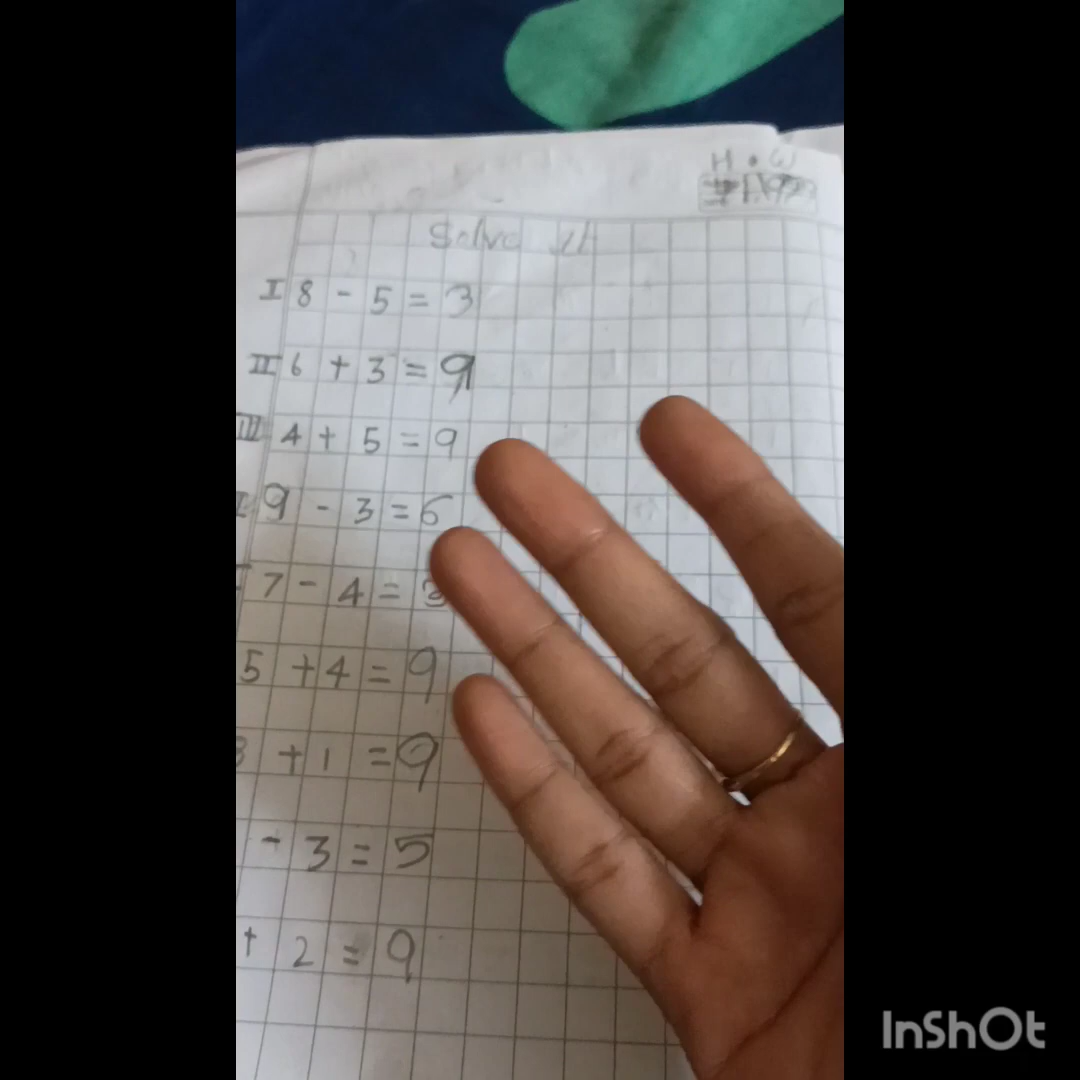 H.W
Solve it
I 8 - 5 = 3
II 6 + 3 = 9
III 4 + 5 = 9
9 - 3 = 6
7 - 4 = 3
5 + 4 = 9
+ 1 = 9
- 3 = 5
+ 2 = 9
InShOt